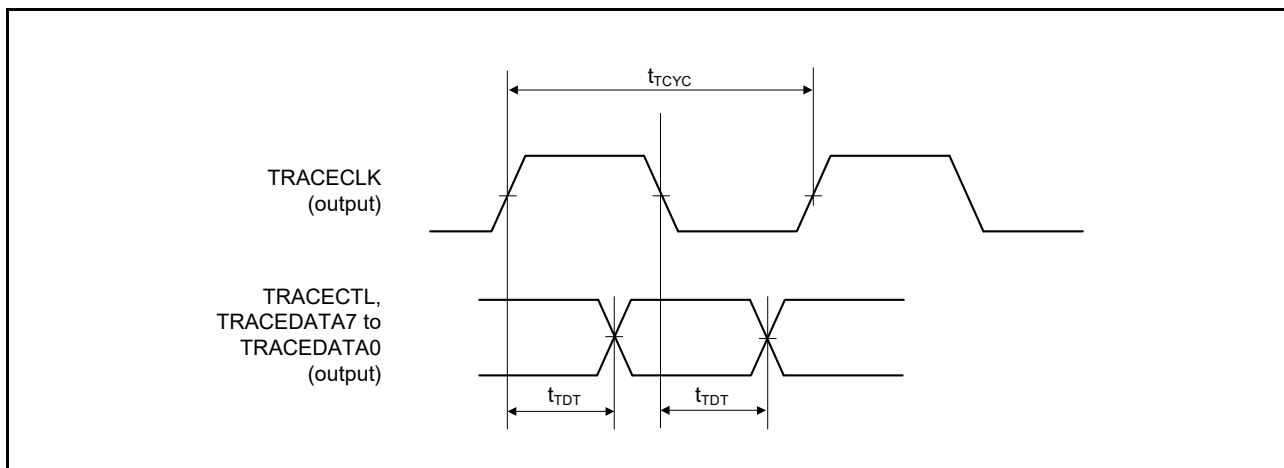 tTCYC
TRACECLK
(output)
TRACECTL,
TRACEDATA7 to
TRACEDATA0
(output)
tTDT
tTDT